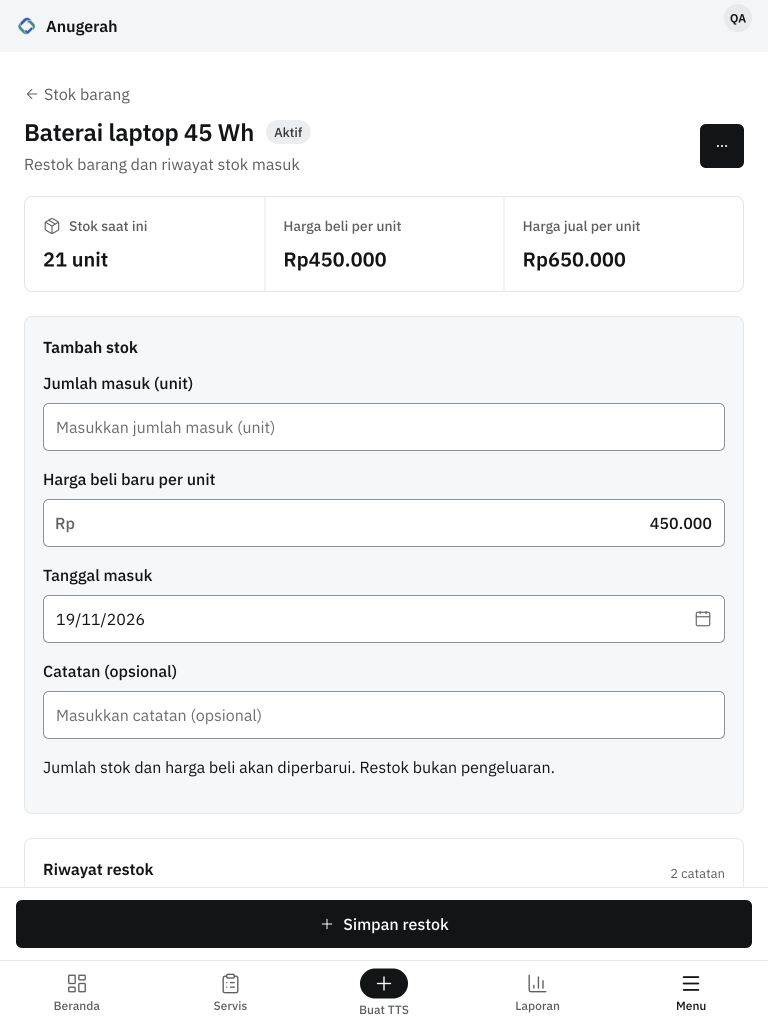 Anugerah
QA
← Stok barang
Baterai laptop 45 Wh
Aktif
Restok barang dan riwayat stok masuk
...
Stok saat ini
21 unit
Harga beli per unit
Rp450.000
Harga jual per unit
Rp650.000
Tambah stok
Jumlah masuk (unit)
Masukkan jumlah masuk (unit)
Harga beli baru per unit
Rp 450.000
Tanggal masuk
19/11/2026
Catatan (opsional)
Masukkan catatan (opsional)
Jumlah stok dan harga beli akan diperbarui. Restok bukan pengeluaran.
Riwayat restok
2 catatan
+ Simpan restok
Beranda
Servis
Buat TTS
Laporan
Menu